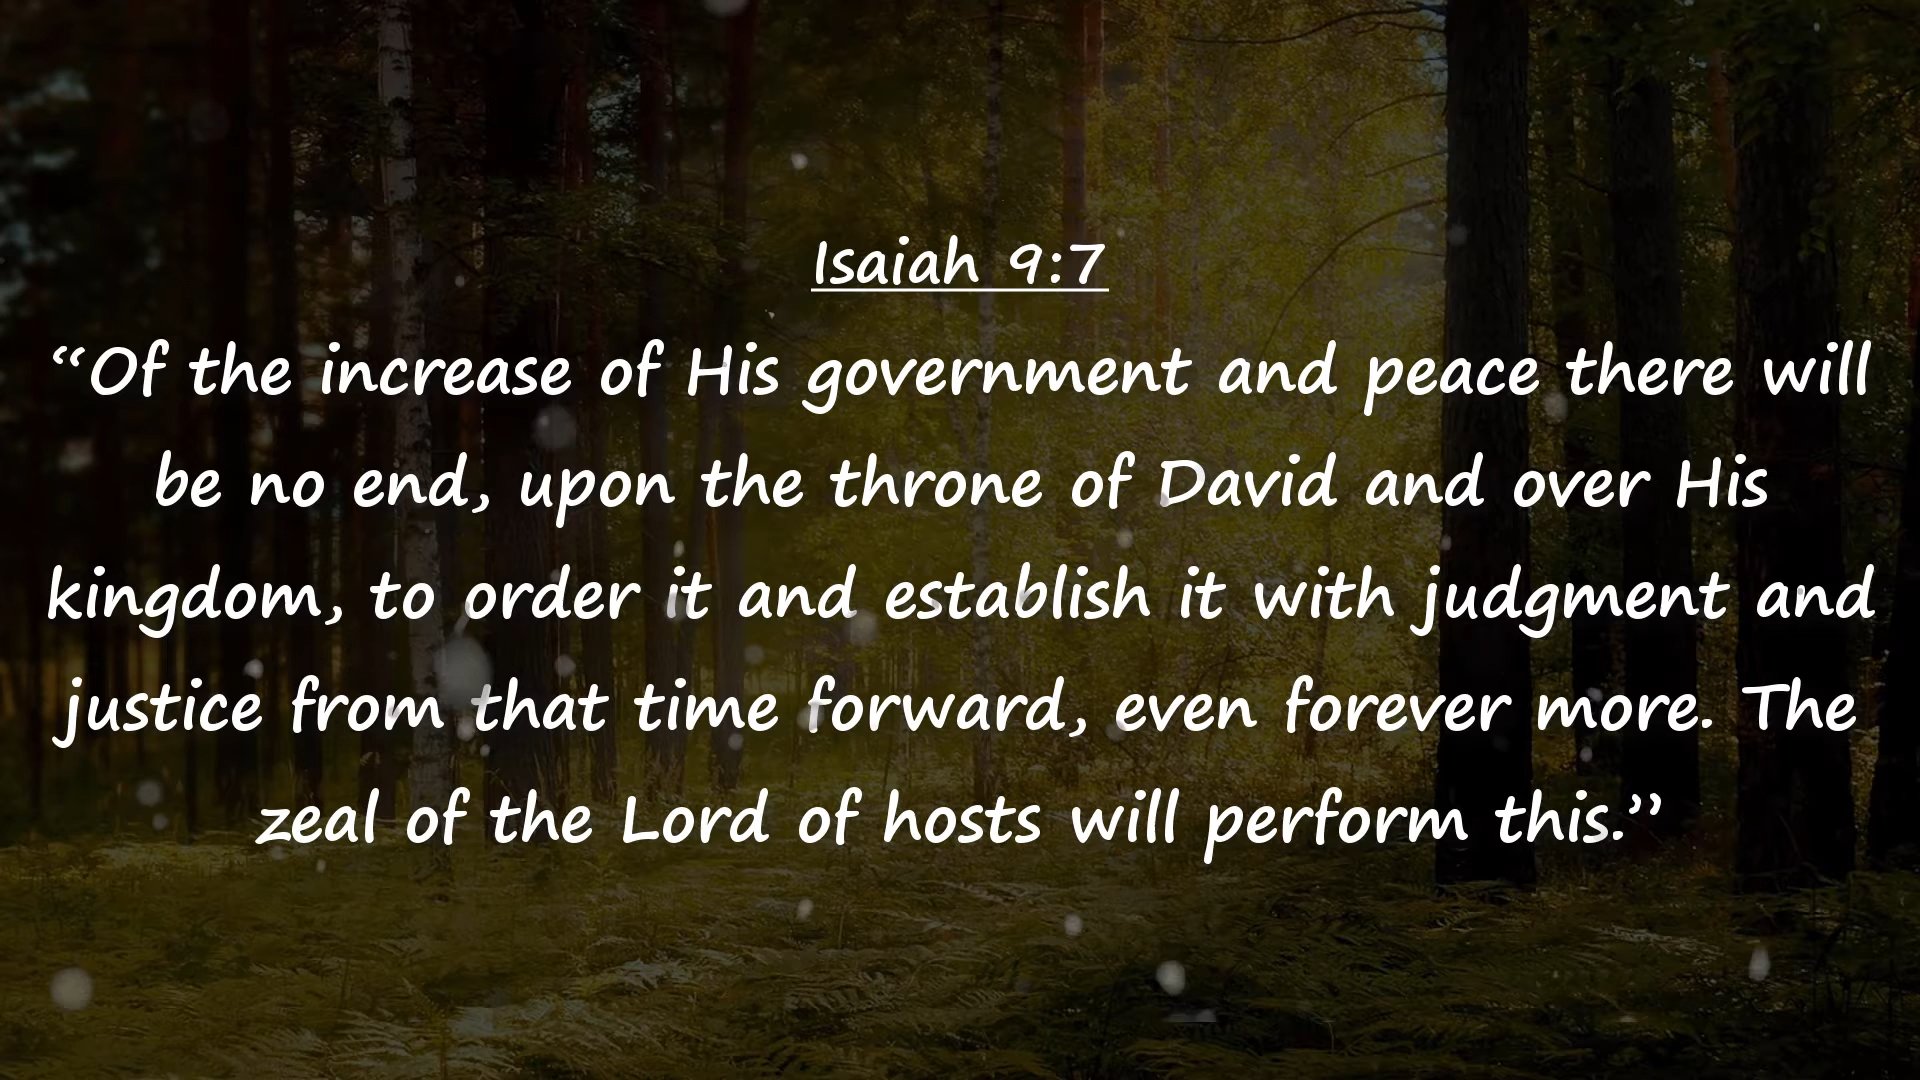 Isaiah 9:7
“Of the increase of His government and peace there will
be no end, upon the throne of David and over His
kingdom, to order it and establish it with judgment and
justice from that time forward, even forever more. The
zeal of the Lord of hosts will perform this.”